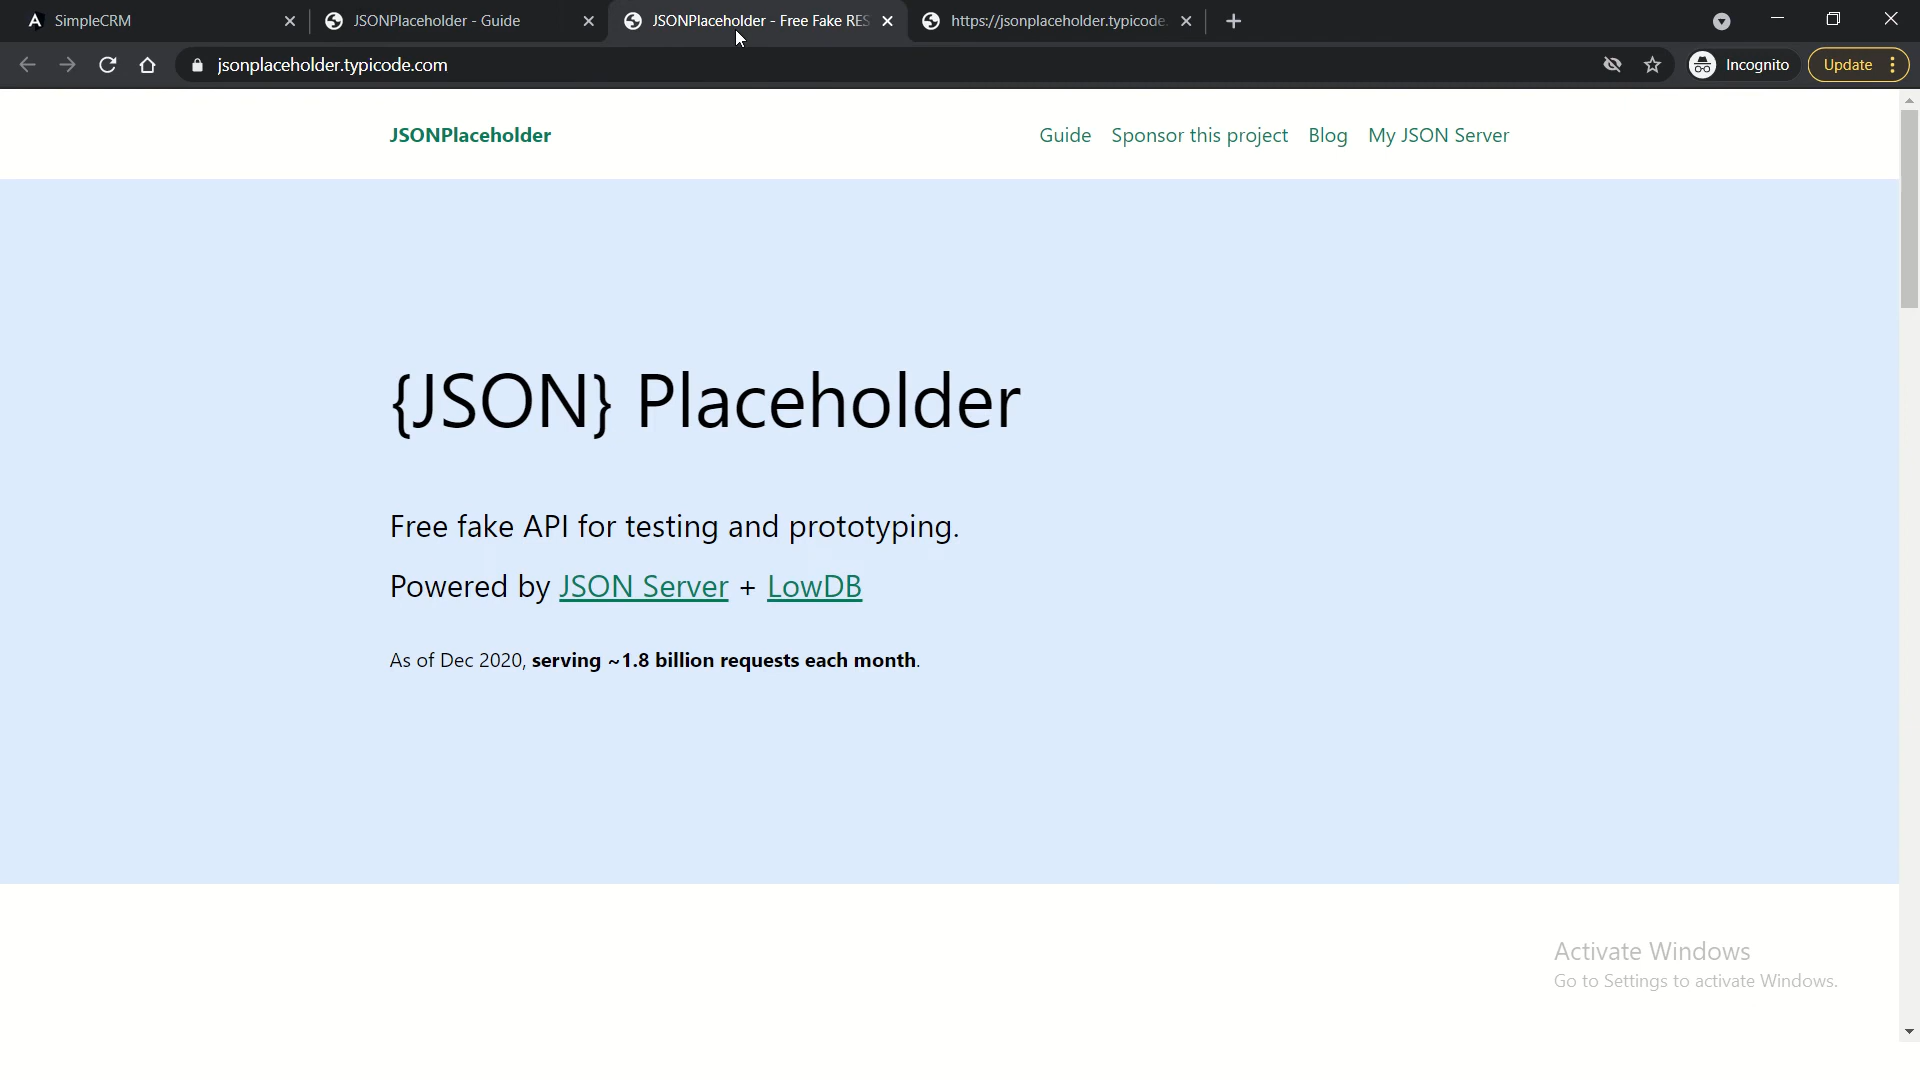 SimpleCRM
JSONPlaceholder - Guide
JSONPlaceholder - Free Fake RES
https://jsonplaceholder.typicode.
jsonplaceholder.typicode.com
Incognito
Update
JSONPlaceholder
Guide
Sponsor this project
Blog
My JSON Server
{JSON} Placeholder
Free fake API for testing and prototyping.
Powered by JSON Server + LowDB
As of Dec 2020, serving ~1.8 billion requests each month.
Activate Windows
Go to Settings to activate Windows.